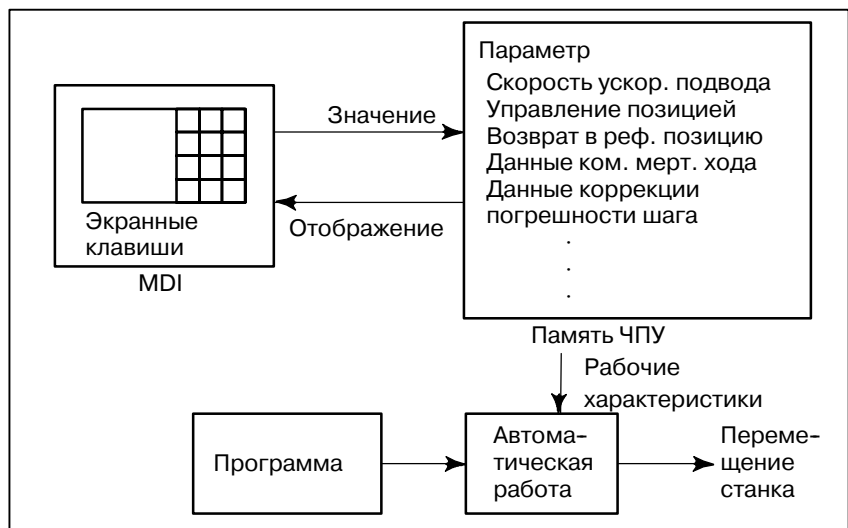 Параметр
Скорость ускор. подвода
Управление позицией
Возврат в реф. позицию
Данные ком. мерт. хода
Данные коррекции
погрешности шага
.
.
.
Значение
Отображение
Экранные
клавиши
MDI
Память ЧПУ
Рабочие
характеристики
Программа
Автома-
тическая
работа
Переме-
щение
станка